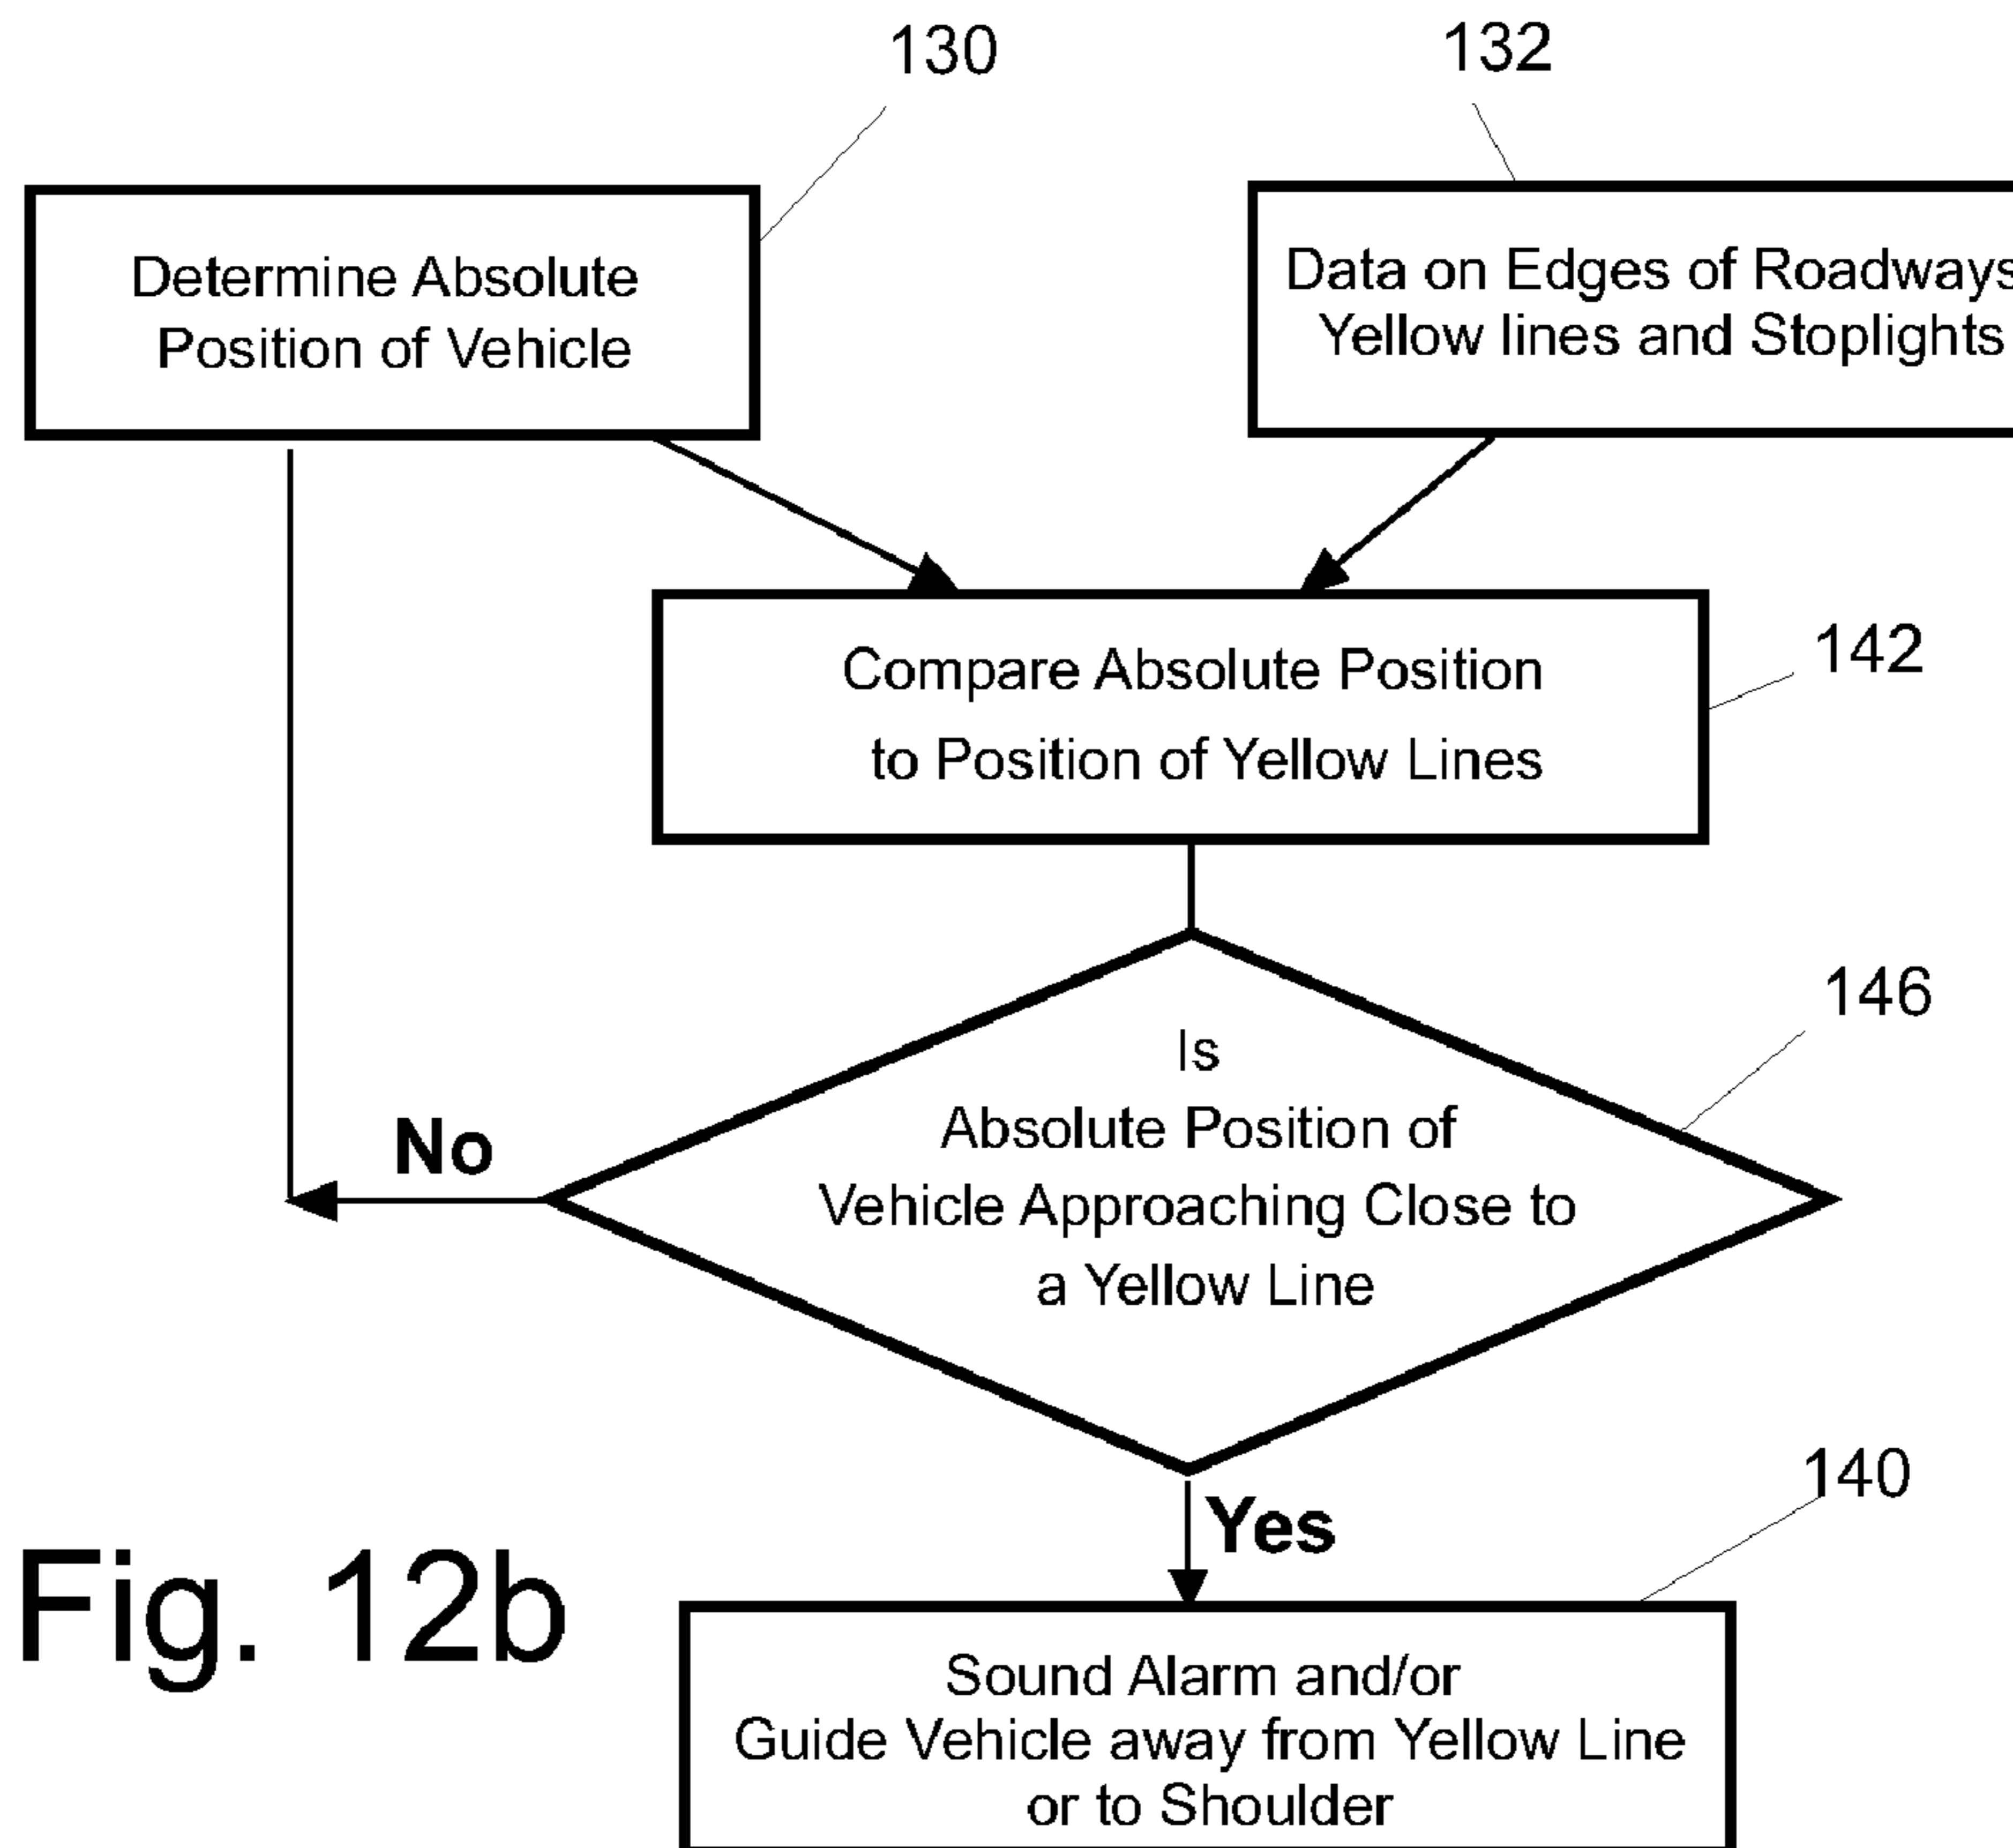 130
132
Determine Absolute
Position of Vehicle
Data on Edges of Roadways
Yellow lines and Stoplights
Compare Absolute Position
to Position of Yellow Lines
142
Is
Absolute Position of
Vehicle Approaching Close to
a Yellow Line
146
No
Yes
140
Sound Alarm and/or
Guide Vehicle away from Yellow Line
or to Shoulder
Fig. 12b